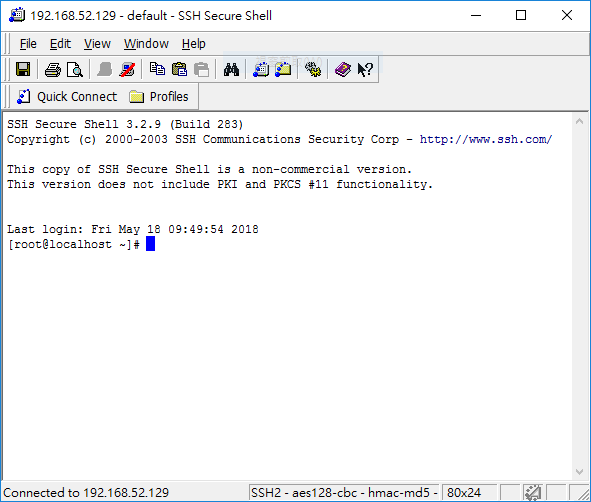 192.168.52.129 - default - SSH Secure Shell
File Edit View Window Help
Quick Connect Profiles
SSH Secure Shell 3.2.9 (Build 283)
Copyright (c) 2000-2003 SSH Communications Security Corp - http://www.ssh.com/
This copy of SSH Secure Shell is a non-commercial version.
This version does not include PKI and PKCS #11 functionality.
Last login: Fri May 18 09:49:54 2018
[root@localhost ~]#
Connected to 192.168.52.129 SSH2 - aes128-cbc - hmac-md5 - 80x24